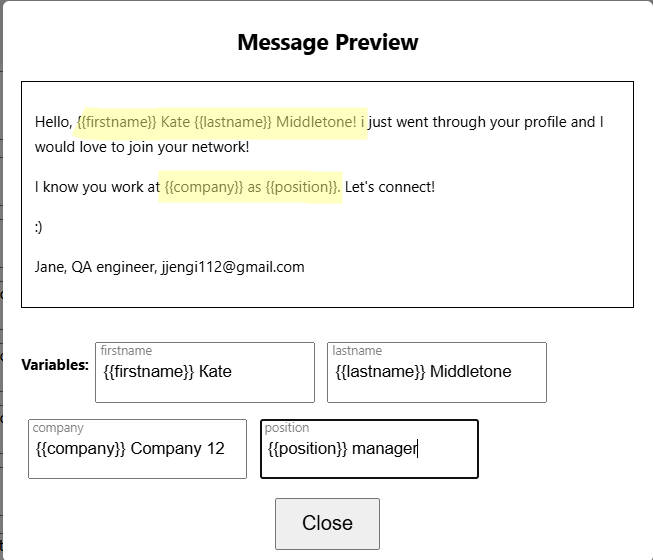 Message Preview
Hello, {{firstname}} Kate {{lastname}} Middletone! i just went through your profile and I
would love to join your network!
I know you work at {{company}} as {{position}}. Let's connect!
:)
Jane, QA engineer, jjengi112@gmail.com
Variables:
firstname
{{firstname}} Kate
lastname
{{lastname}} Middletone
company
{{company}} Company 12
position
{{position}} manager
Close